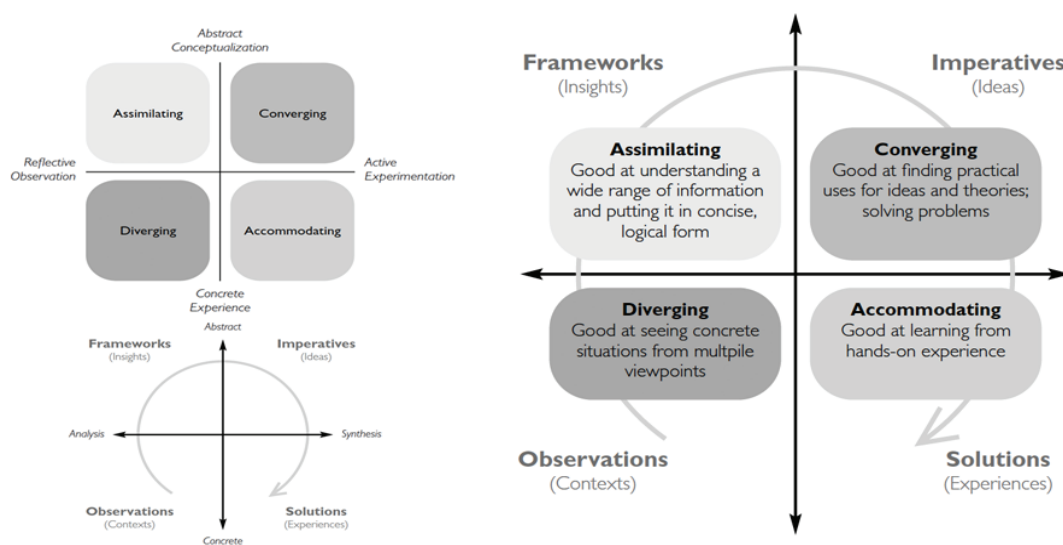 Abstract
Conceptualization
Assimilating
Converging
Reflective
Observation
Active
Experimentation
Diverging
Accommodating
Concrete
Experience
Abstract
Frameworks
(Insights)
Imperatives
(Ideas)
Analysis
Synthesis
Observations
(Contexts)
Solutions
(Experiences)
Concrete
Frameworks
(Insights)
Imperatives
(Ideas)
Assimilating
Good at understanding a
wide range of information
and putting it in concise,
logical form
Converging
Good at finding practical
uses for ideas and theories;
solving problems
Diverging
Good at seeing concrete
situations from multpile
viewpoints
Accommodating
Good at learning from
hands-on experience
Observations
(Contexts)
Solutions
(Experiences)